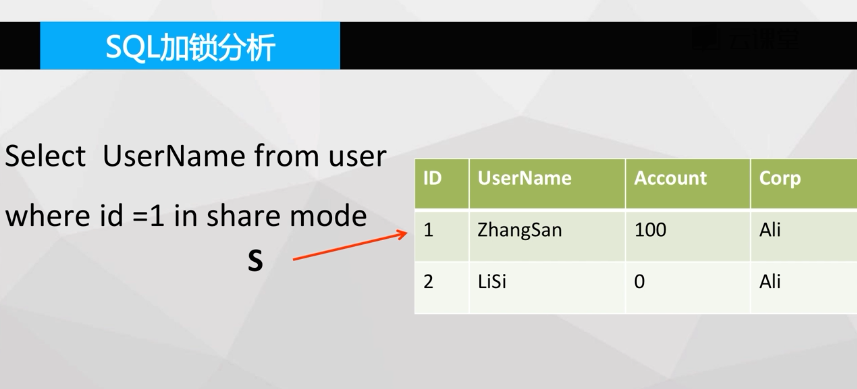 SQL加锁分析
Select UserName from user
where id =1 in share mode
S
ID UserName Account Corp
1 ZhangSan 100 Ali
2 LiSi 0 Ali